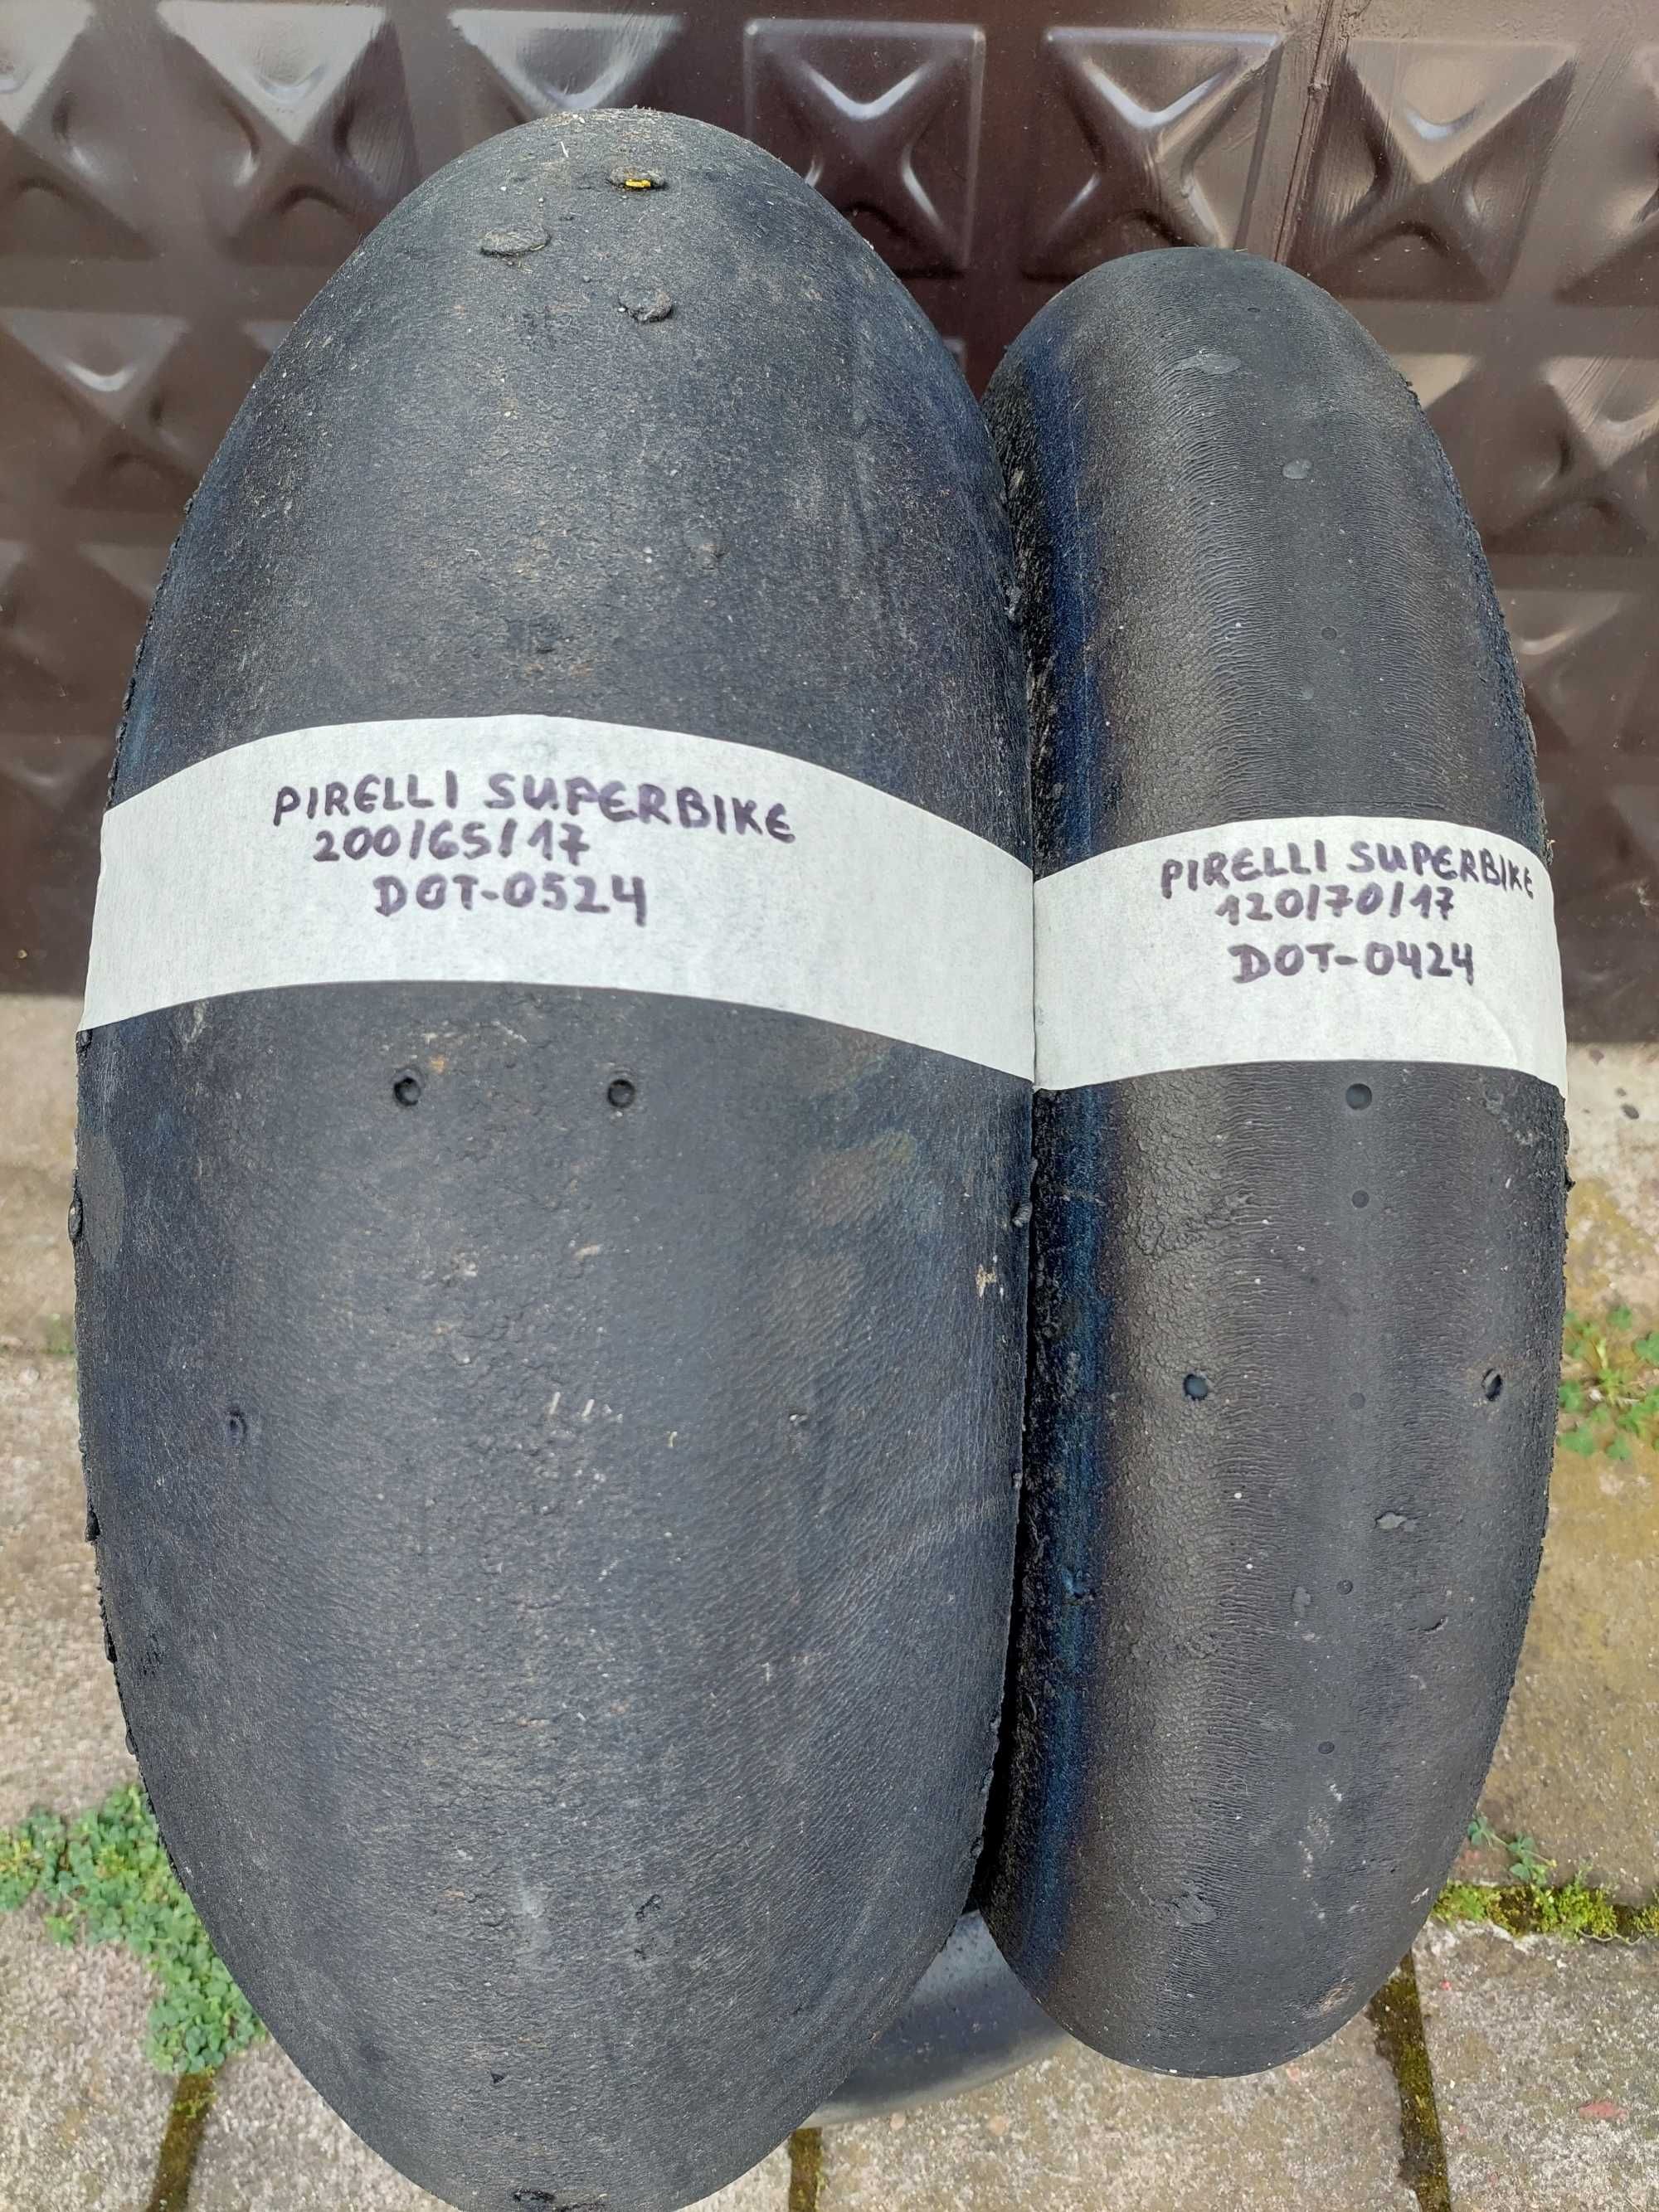 PIRELLI SUPERBIKE
200/65/17
DOT-0524
PIRELLI SUPERBIKE
120/70/17
DOT-0424